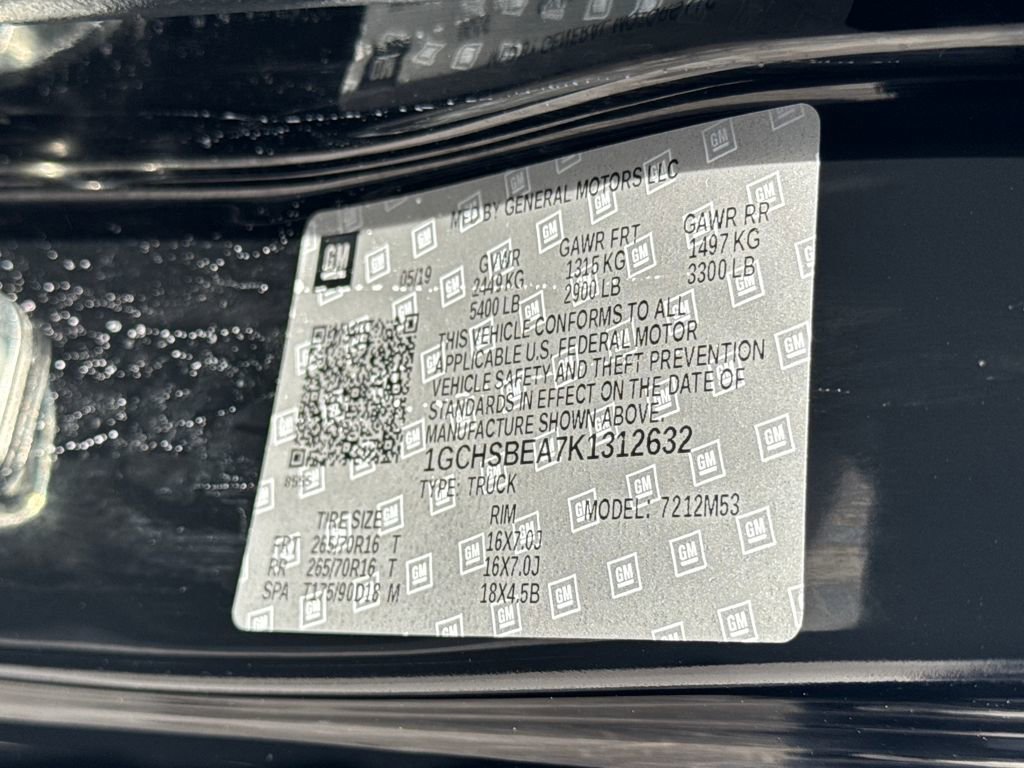 MFD BY GENERAL MOTORS LLC
GM
05/19
GVWR GAWR FRT GAWR RR
2449 KG 1315 KG 1497 KG
5400 LB 2900 LB 3300 LB
THIS VEHICLE CONFORMS TO ALL
APPLICABLE U.S. FEDERAL MOTOR
VEHICLE SAFETY AND THEFT PREVENTION
STANDARDS IN EFFECT ON THE DATE OF
MANUFACTURE SHOWN ABOVE.
1GCHSBEA7K1312632
TYPE: TRUCK
MODEL: 7212M53
TIRE SIZE RIM
FRT 265/70R16 T 16X7.0J
RR 265/70R16 T 16X7.0J
SPA T175/90D18 M 18X4.5B